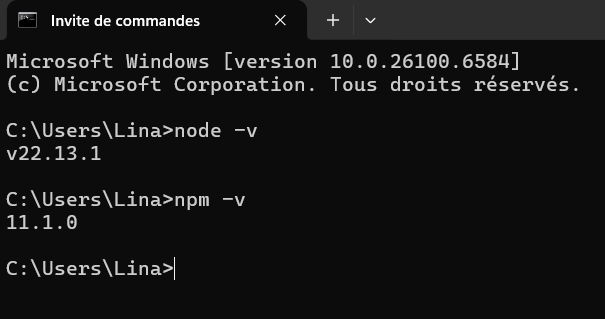 Invite de commandes
Microsoft Windows [version 10.0.26100.6584]
(c) Microsoft Corporation. Tous droits réservés.
C:\Users\Lina>node -v
v22.13.1
C:\Users\Lina>npm -v
11.1.0
C:\Users\Lina>